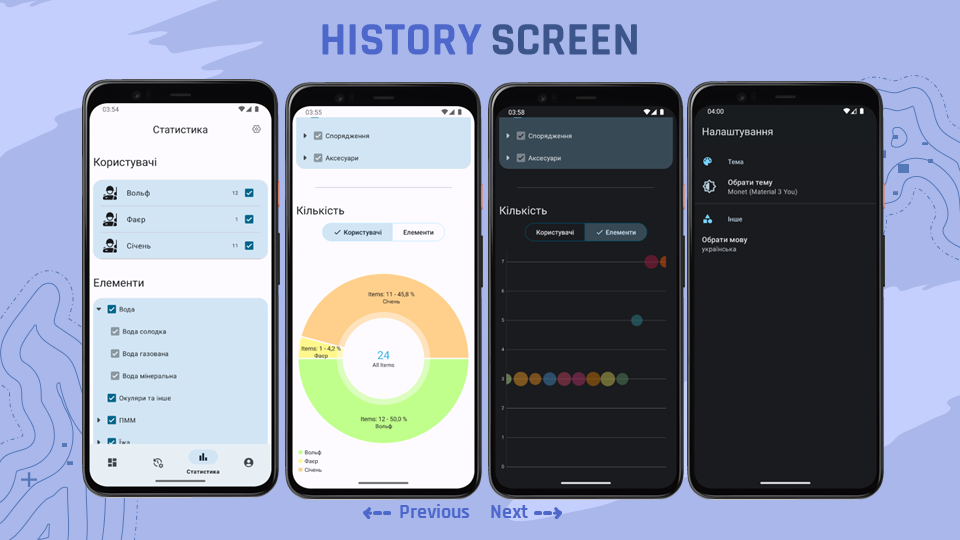 HISTORY SCREEN
03:54
Статистика
Користувачі
Вольф 12
Фаєр 1
Січень 11
Елементи
Вода
Вода солодка
Вода газована
Вода мінеральна
Окуляри та інше
ПММ
Їжа
Статистика
03:55
Спорядження
Аксесуари
Кількість
Користувачі Елементи
Items: 11 - 45,8 %
Січень
Items: 1 - 4,2 %
Фаєр
24
All items
Items: 12 - 50,0 %
Вольф
Вольф
Фаєр
Січень
03:58
Спорядження
Аксесуари
Кількість
Користувачі Елементи
7
6
5
4
3
2
1
0
04:00
Налаштування
Тема
Обрати тему
Monet (Material 3 You)
Інше
Обрати мову
українська
Previous Next